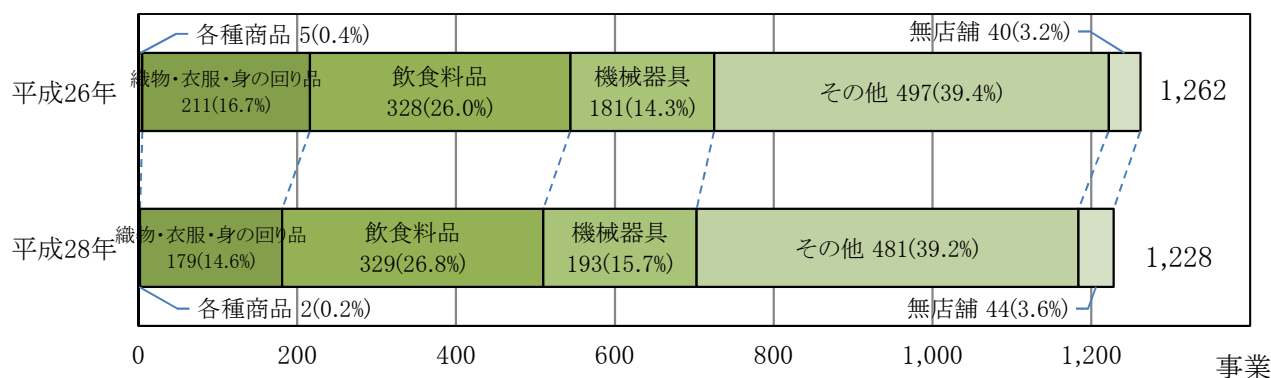 各種商品 5(0.4%)
無店舗 40(3.2%)
平成26年
織物・衣服・身の回り品
211(16.7%)
飲食料品
328(26.0%)
機械器具
181(14.3%)
その他 497(39.4%)
1,262
平成28年
織物・衣服・身の回り品
179(14.6%)
飲食料品
329(26.8%)
機械器具
193(15.7%)
その他 481(39.2%)
1,228
各種商品 2(0.2%)
無店舗 44(3.6%)
0
200
400
600
800
1,000
1,200
事業